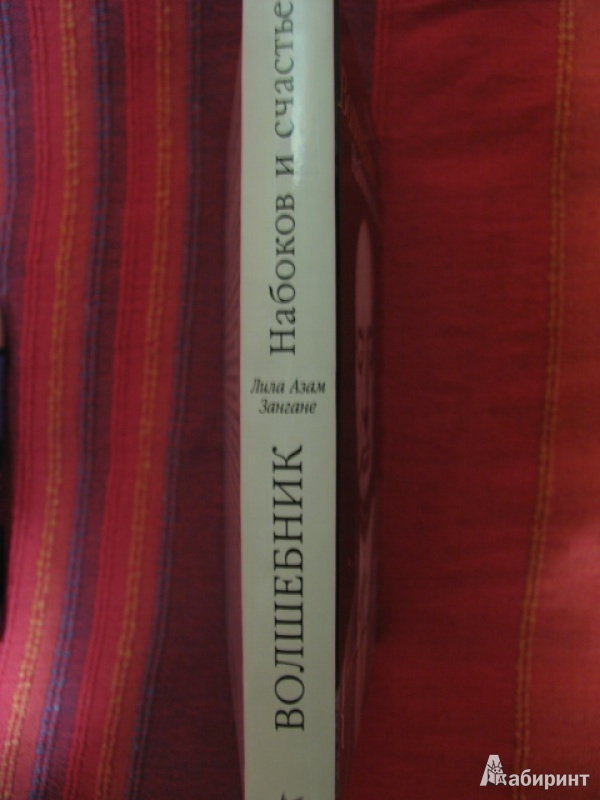 ВОЛШЕБНИК
Лила Азам
Зангане
Набоков и счастье
Лабиринт